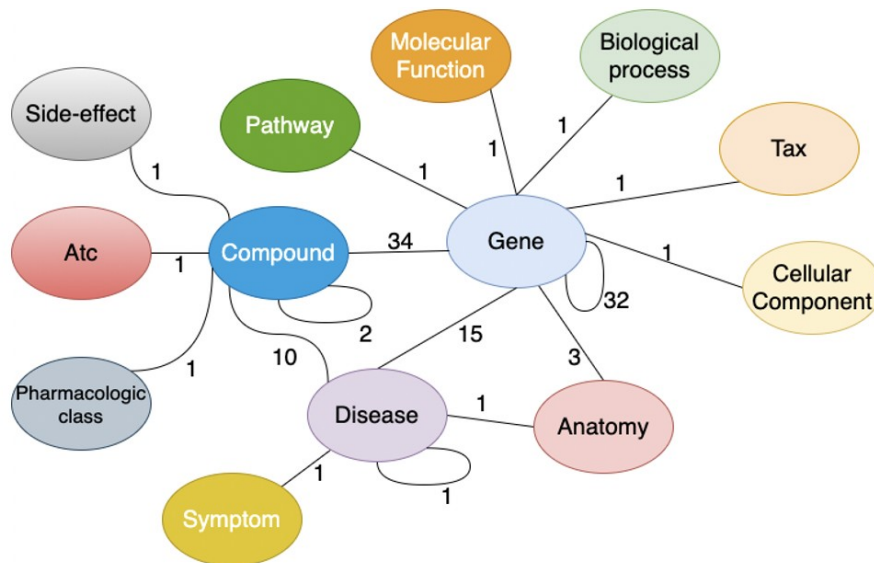 Molecular
Function
Biological
process
Side-effect
Pathway
1
1
Tax
1
1
1
34
Gene
Atc
1
Compound
1
Cellular
Component
32
2
15
3
10
1
Pharmacologic
class
Disease
1
Anatomy
1
1
Symptom